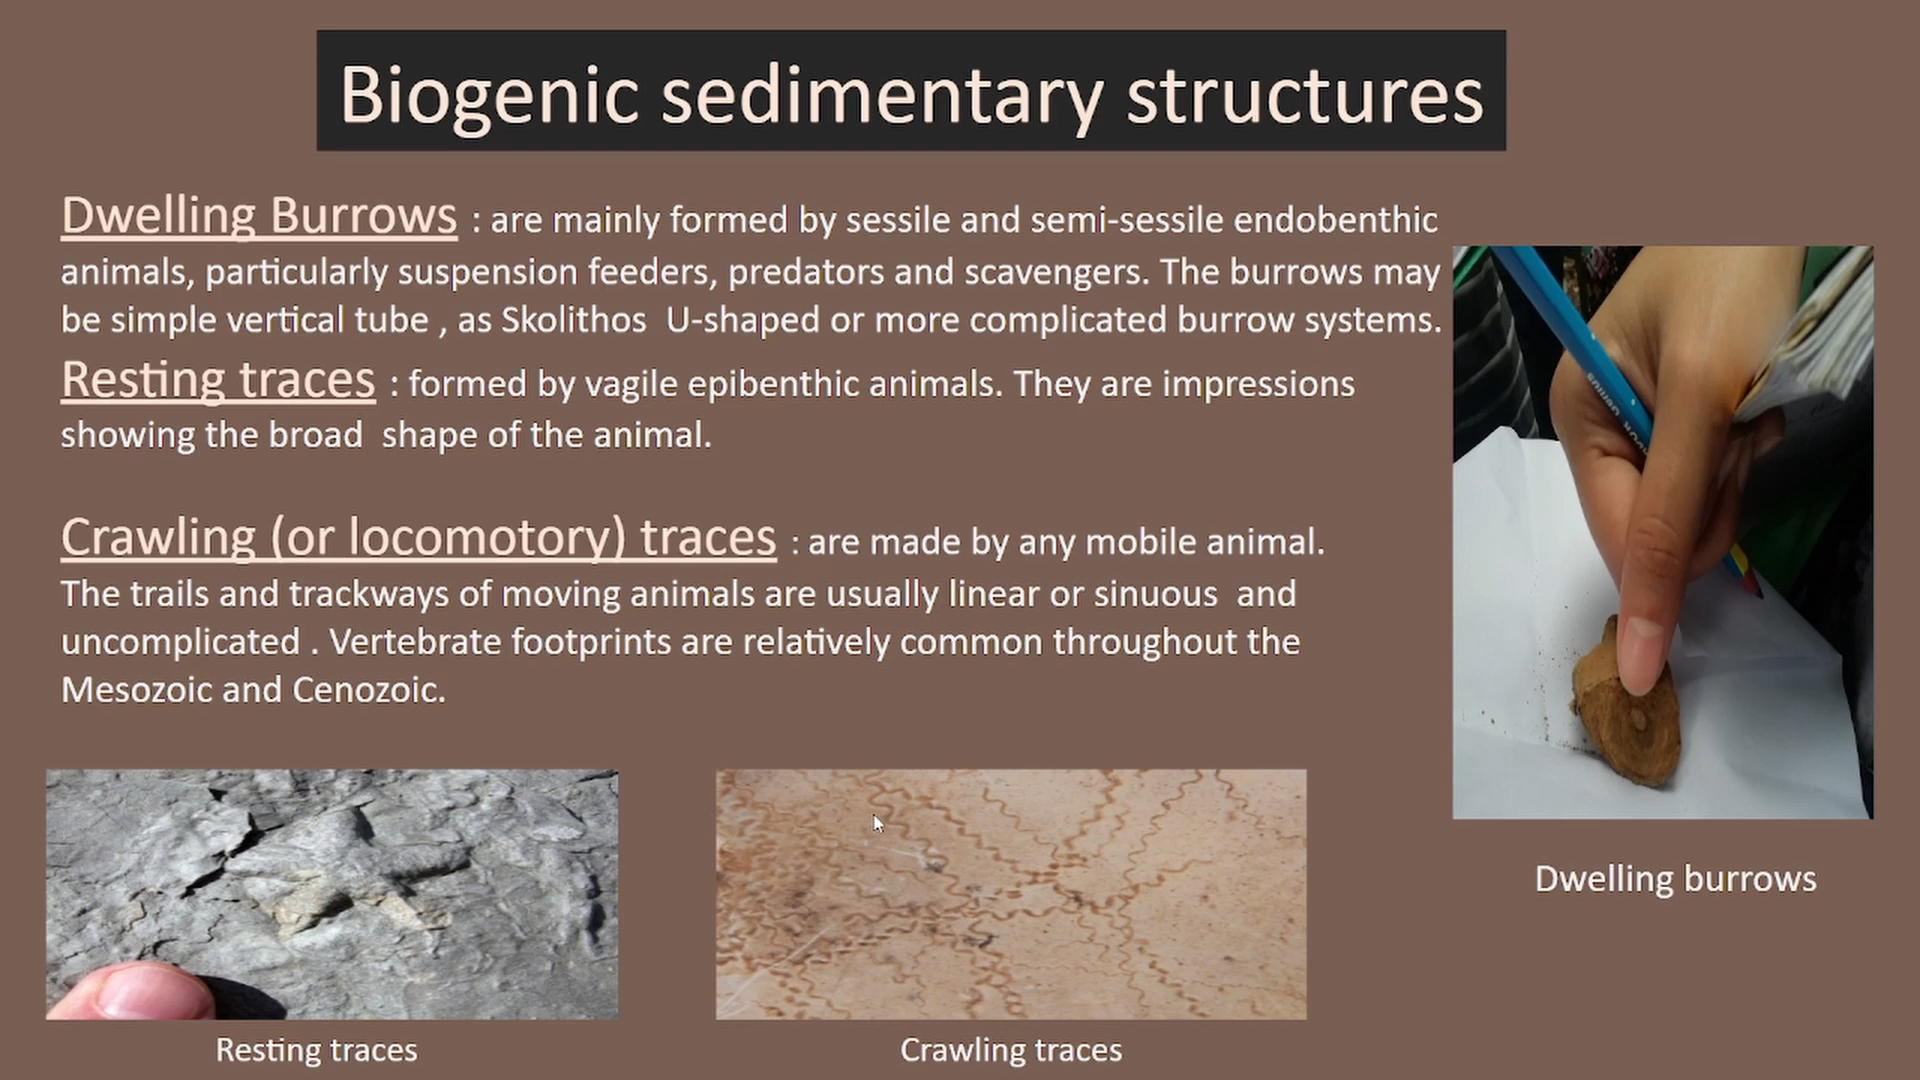 Biogenic sedimentary structures
Dwelling Burrows : are mainly formed by sessile and semi-sessile endobenthic
animals, particularly suspension feeders, predators and scavengers. The burrows may
be simple vertical tube , as Skolithos  U-shaped or more complicated burrow systems.
Resting traces : formed by vagile epibenthic animals. They are impressions
showing the broad  shape of the animal.
Crawling (or locomotory) traces : are made by any mobile animal.
The trails and trackways of moving animals are usually linear or sinuous  and
uncomplicated . Vertebrate footprints are relatively common throughout the
Mesozoic and Cenozoic.
Dwelling burrows
Resting traces
Crawling traces